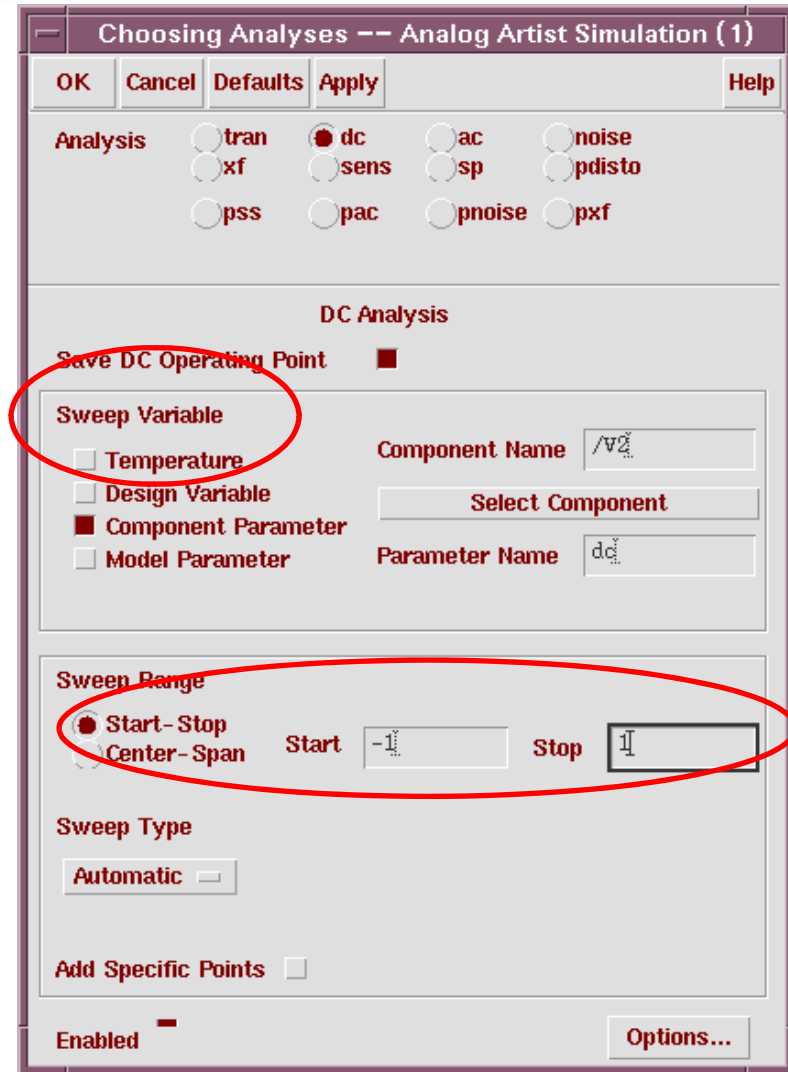 Choosing Analyses –– Analog Artist Simulation (1)
OK Cancel Defaults Apply Help
Analysis tran dc ac noise
xf sens sp pdisto
pss pac pnoise pxf
DC Analysis
Save DC Operating Point
Sweep Variable
Temperature
Design Variable
Component Parameter
Model Parameter
Component Name /V2
Select Component
Parameter Name dc
Sweep Range
Start-Stop
Center-Span
Start -1 Stop 1
Sweep Type
Automatic
Add Specific Points
Enabled Options...